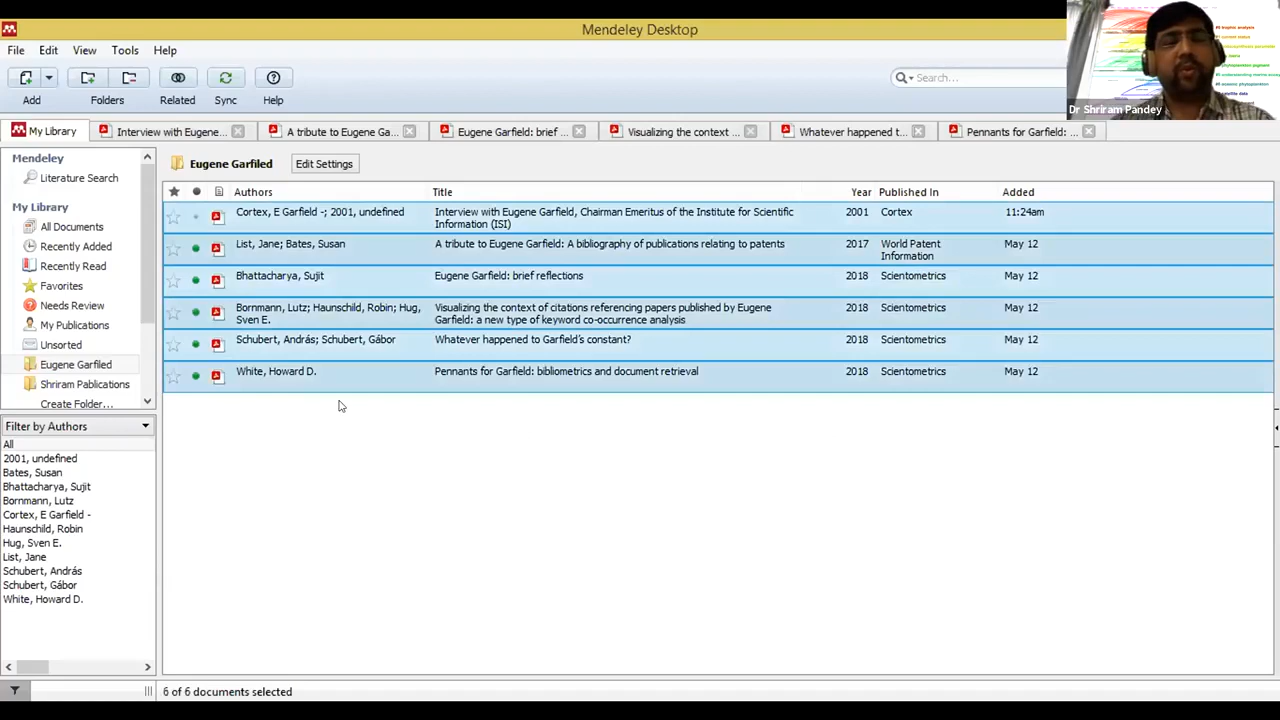 Mendeley Desktop
File Edit View Tools Help
Search...
Add Folders Related Sync Help
Dr Shriram Pandey
My Library Interview with Eugene... A tribute to Eugene Ga... Eugene Garfield: brief ... Visualizing the context ... Whatever happened t... Pennants for Garfield: ...
Mendeley
Literature Search
My Library
All Documents
Recently Added
Recently Read
Favorites
Needs Review
My Publications
Unsorted
Eugene Garfiled
Shriram Pablications
Create Folder...
Filter by Authors
All
2001, undefined
Bates, Susan
Bhattacharya, Sujit
Bornmann, Lutz
Cortex, E Garfield -
Haunschild, Robin
Hug, Sven E.
List, Jane
Schubert, András
Schubert, Gábor
White, Howard D.
Eugene Garfiled Edit Settings
Authors Title Year Published In Added
Cortex, E Garfield -; 2001, undefined Interview with Eugene Garfield, Chairman Emeritus of the Institute for Scientific 2001 Cortex 11:24am
Information (ISI)
List, Jane; Bates, Susan A tribute to Eugene Garfield: A bibliography of publications relating to patents 2017 World Patent May 12
Information
Bhattacharya, Sujit Eugene Garfield: brief reflections 2018 Scientometrics May 12
Bornmann, Lutz; Haunschild, Robin; Hug, Visualizing the context of citations referencing papers published by Eugene 2018 Scientometrics May 12
Sven E. Garfield: a new type of keyword co-occurrence analysis
Schubert, András; Schubert, Gábor Whatever happened to Garfield's constant? 2018 Scientometrics May 12
White, Howard D. Pennants for Garfield: bibliometrics and document retrieval 2018 Scientometrics May 12
6 of 6 documents selected